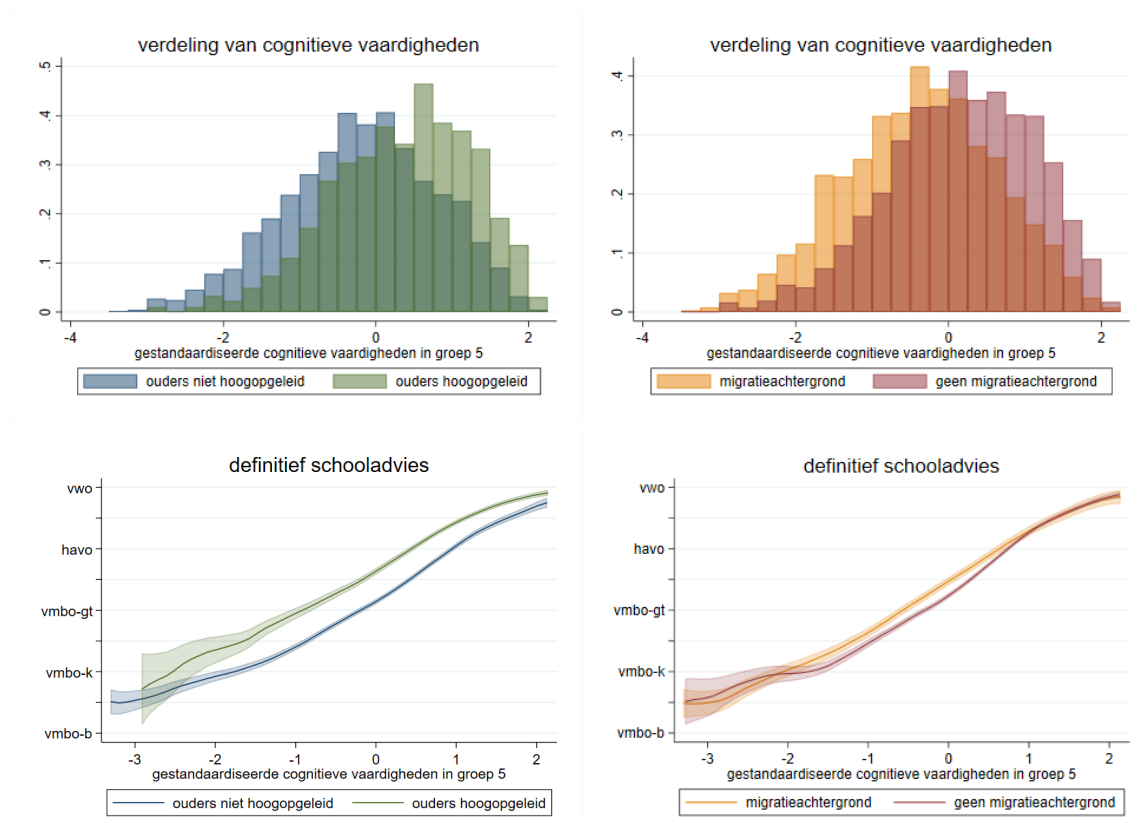 verdeling van cognitieve vaardigheden
.5
.4
.3
.2
.1
0
-4
-2
0
2
gestandaardiseerde cognitieve vaardigheden in groep 5
ouders niet hoogopgeleid
ouders hoogopgeleid
verdeling van cognitieve vaardigheden
.4
.3
.2
.1
0
-4
-2
0
2
gestandaardiseerde cognitieve vaardigheden in groep 5
migratieachtergrond
geen migratieachtergrond
definitief schooladvies
vwo
havo
vmbo-gt
vmbo-k
vmbo-b
-3
-2
-1
0
1
2
gestandaardiseerde cognitieve vaardigheden in groep 5
ouders niet hoogopgeleid
ouders hoogopgeleid
definitief schooladvies
vwo
havo
vmbo-gt
vmbo-k
vmbo-b
-3
-2
-1
0
1
2
gestandaardiseerde cognitieve vaardigheden in groep 5
migratieachtergrond
geen migratieachtergrond